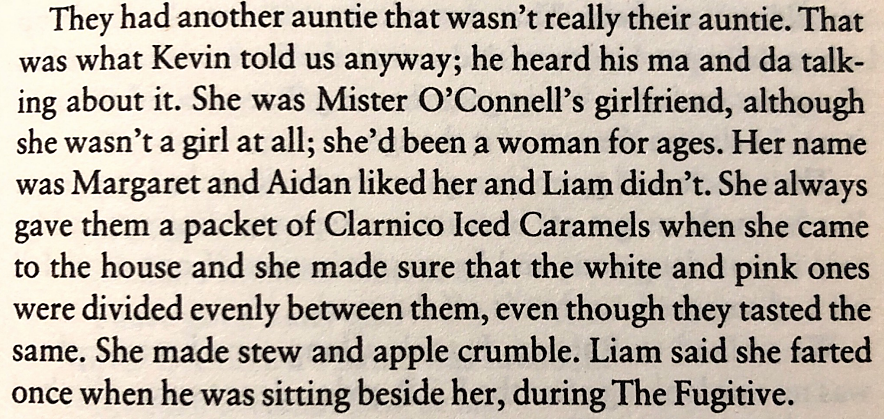 They had another auntie that wasn't really their auntie. That
was what Kevin told us anyway; he heard his ma and da talk-
ing about it. She was Mister O'Connell's girlfriend, although
she wasn't a girl at all; she'd been a woman for ages. Her name
was Margaret and Aidan liked her and Liam didn't. She always
gave them a packet of Clarnico Iced Caramels when she came
to the house and she made sure that the white and pink ones
were divided evenly between them, even though they tasted the
same. She made stew and apple crumble. Liam said she farted
once when he was sitting beside her, during The Fugitive.